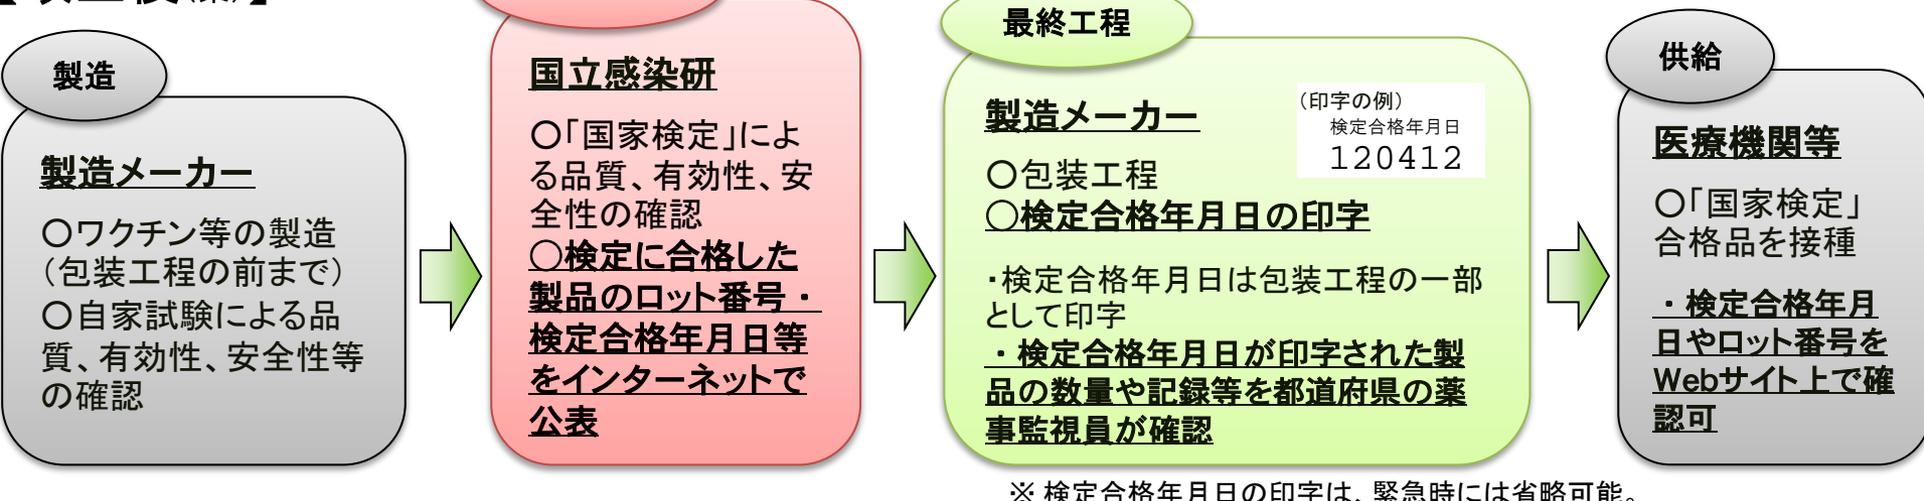 製造
製造メーカー
○ワクチン等の製造
（包装工程の前まで）
○自家試験による品
質、有効性、安全性等
の確認
国立感染研
○「国家検定」によ
る品質、有効性、安
全性の確認
○検定に合格した
製品のロット番号・
検定合格年月日等
をインターネットで
公表
最終工程
製造メーカー
（印字の例）
検定合格年月日
120412
○包装工程
○検定合格年月日の印字
・検定合格年月日は包装工程の一部
として印字
・検定合格年月日が印字された製
品の数量や記録等を都道府県の薬
事監視員が確認
供給
医療機関等
○「国家検定」
合格品を接種
・検定合格年月
日やロット番号を
Webサイト上で確
認可
※ 検定合格年月日の印字は、緊急時には省略可能。